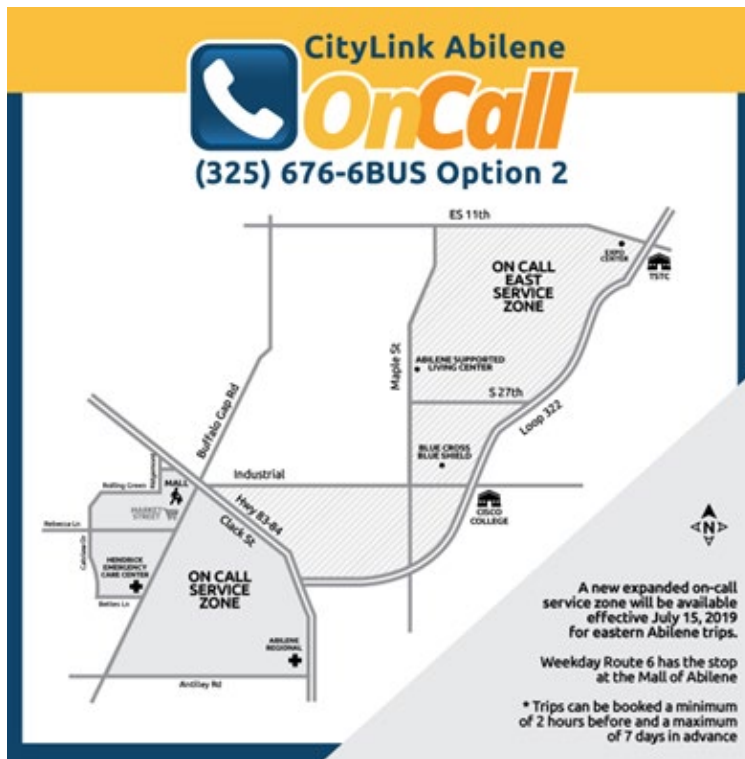 CityLink Abilene
OnCall
(325) 676-6BUS Option 2
ES 11th
EXPO
CENTER
TSTC
ON CALL
EAST
SERVICE
ZONE
Maple St
ABILENE SUPPORTED
LIVING CENTER
S 27th
Loop 322
Buffalo Gap Rd
BLUE CROSS
BLUE SHIELD
Industrial
Hwy 83-84
Clack St
CISCO
COLLEGE
MALL
Rolling Green
MARKET
STREET
Rebecca Ln
HENDRICK
EMERGENCY
CARE CENTER
Bettes Ln
ON CALL
SERVICE
ZONE
ABILENE
REGIONAL
Antilley Rd
N
A new expanded on-call
service zone will be available
effective July 15, 2019
for eastern Abilene trips.
Weekday Route 6 has the stop
at the Mall of Abilene
* Trips can be booked a minimum
of 2 hours before and a maximum
of 7 days in advance